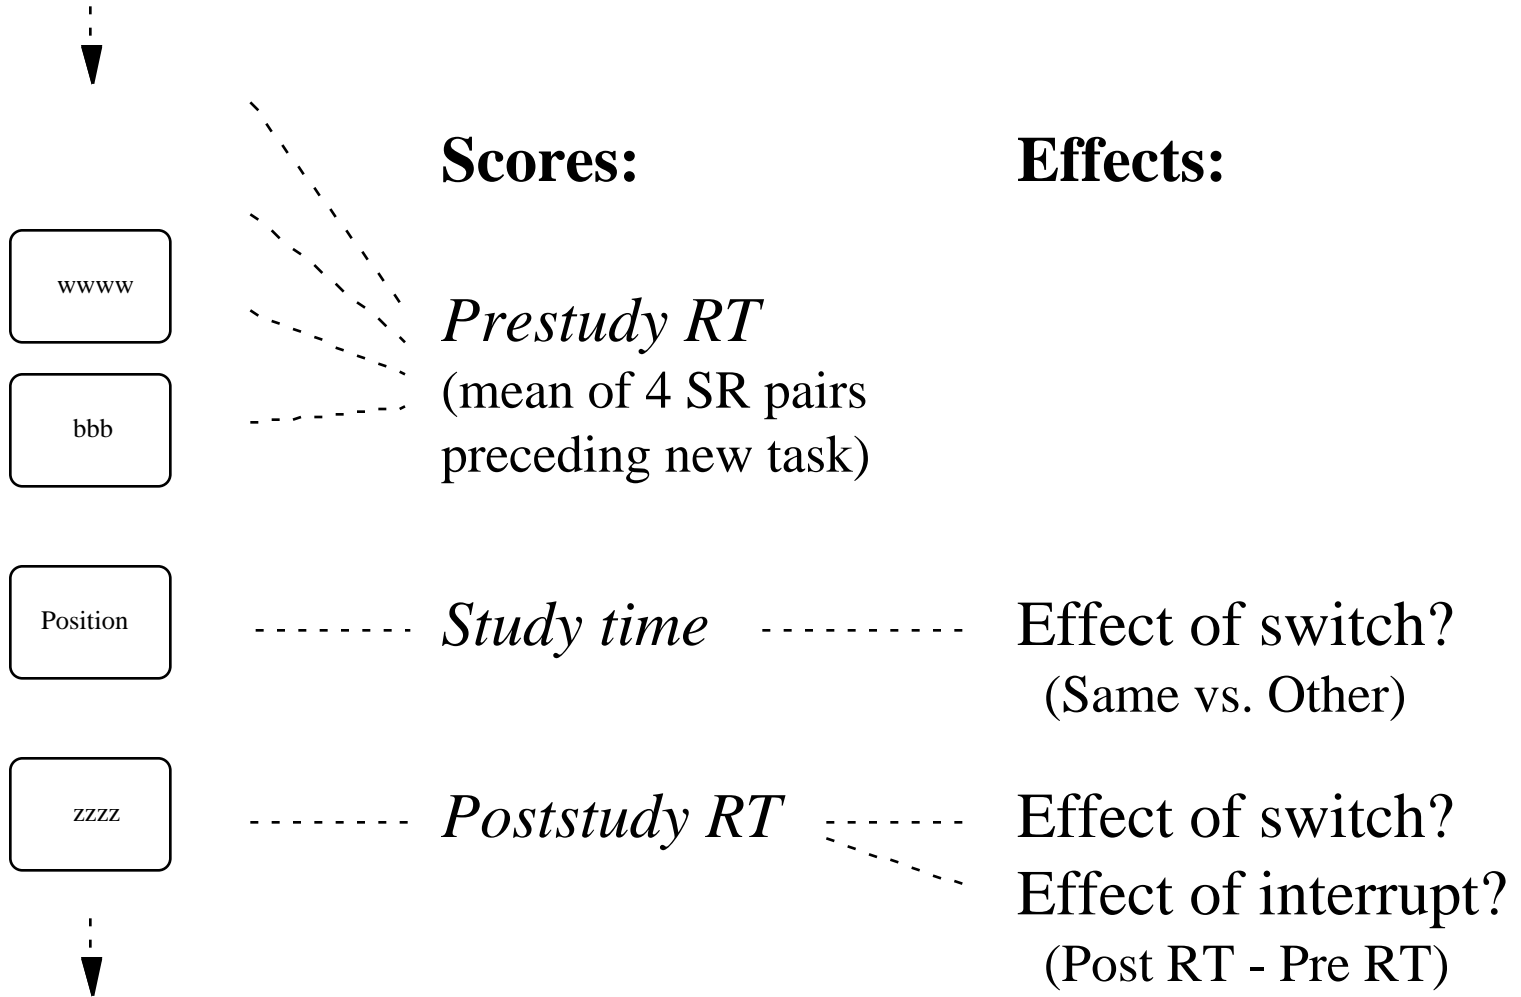 Scores:
Effects:
wwww
Prestudy RT
(mean of 4 SR pairs
bbb
preceding new task)
Position
Study time
Effect of switch?
(Same vs. Other)
zzzz
Poststudy RT
Effect of switch?
Effect of interrupt?
(Post RT - Pre RT)